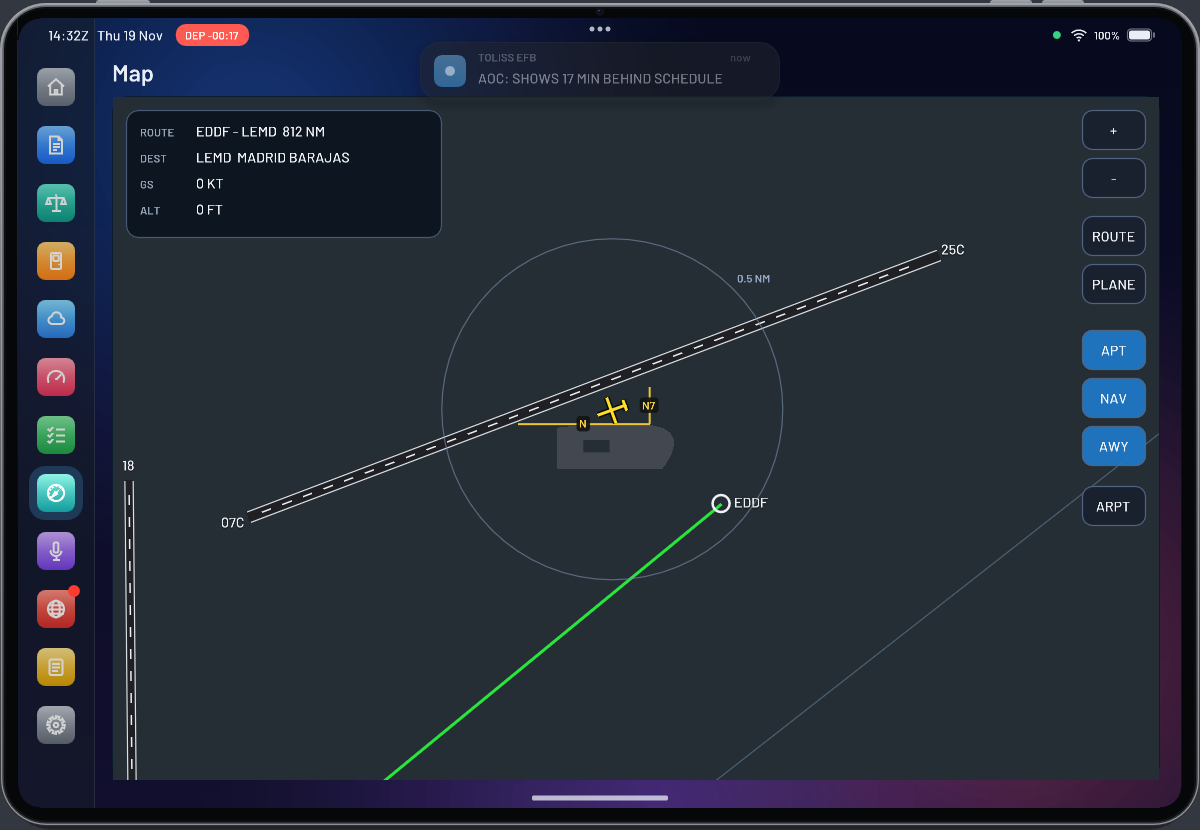 14:32Z Thu 19 Nov DEP -00:17
100%
TOLISS EFB now
AOC: SHOWS 17 MIN BEHIND SCHEDULE
Map
ROUTE EDDF - LEMD 812 NM
DEST LEMD MADRID BARAJAS
GS 0 KT
ALT 0 FT
+
-
ROUTE
PLANE
APT
NAV
AWY
ARPT
25C
0.5 NM
N7
N
18
07C
EDDF